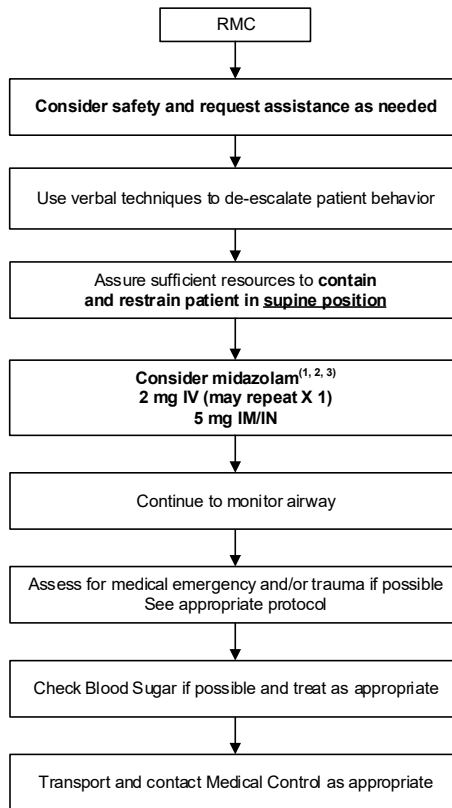 RMC
Consider safety and request assistance as needed
Use verbal techniques to de-escalate patient behavior
Assure sufficient resources to contain
and restrain patient in supine position
Consider midazolam(1, 2, 3)
2 mg IV (may repeat X 1)
5 mg IM/IN
Continue to monitor airway
Assess for medical emergency and/or trauma if possible
See appropriate protocol
Check Blood Sugar if possible and treat as appropriate
Transport and contact Medical Control as appropriate